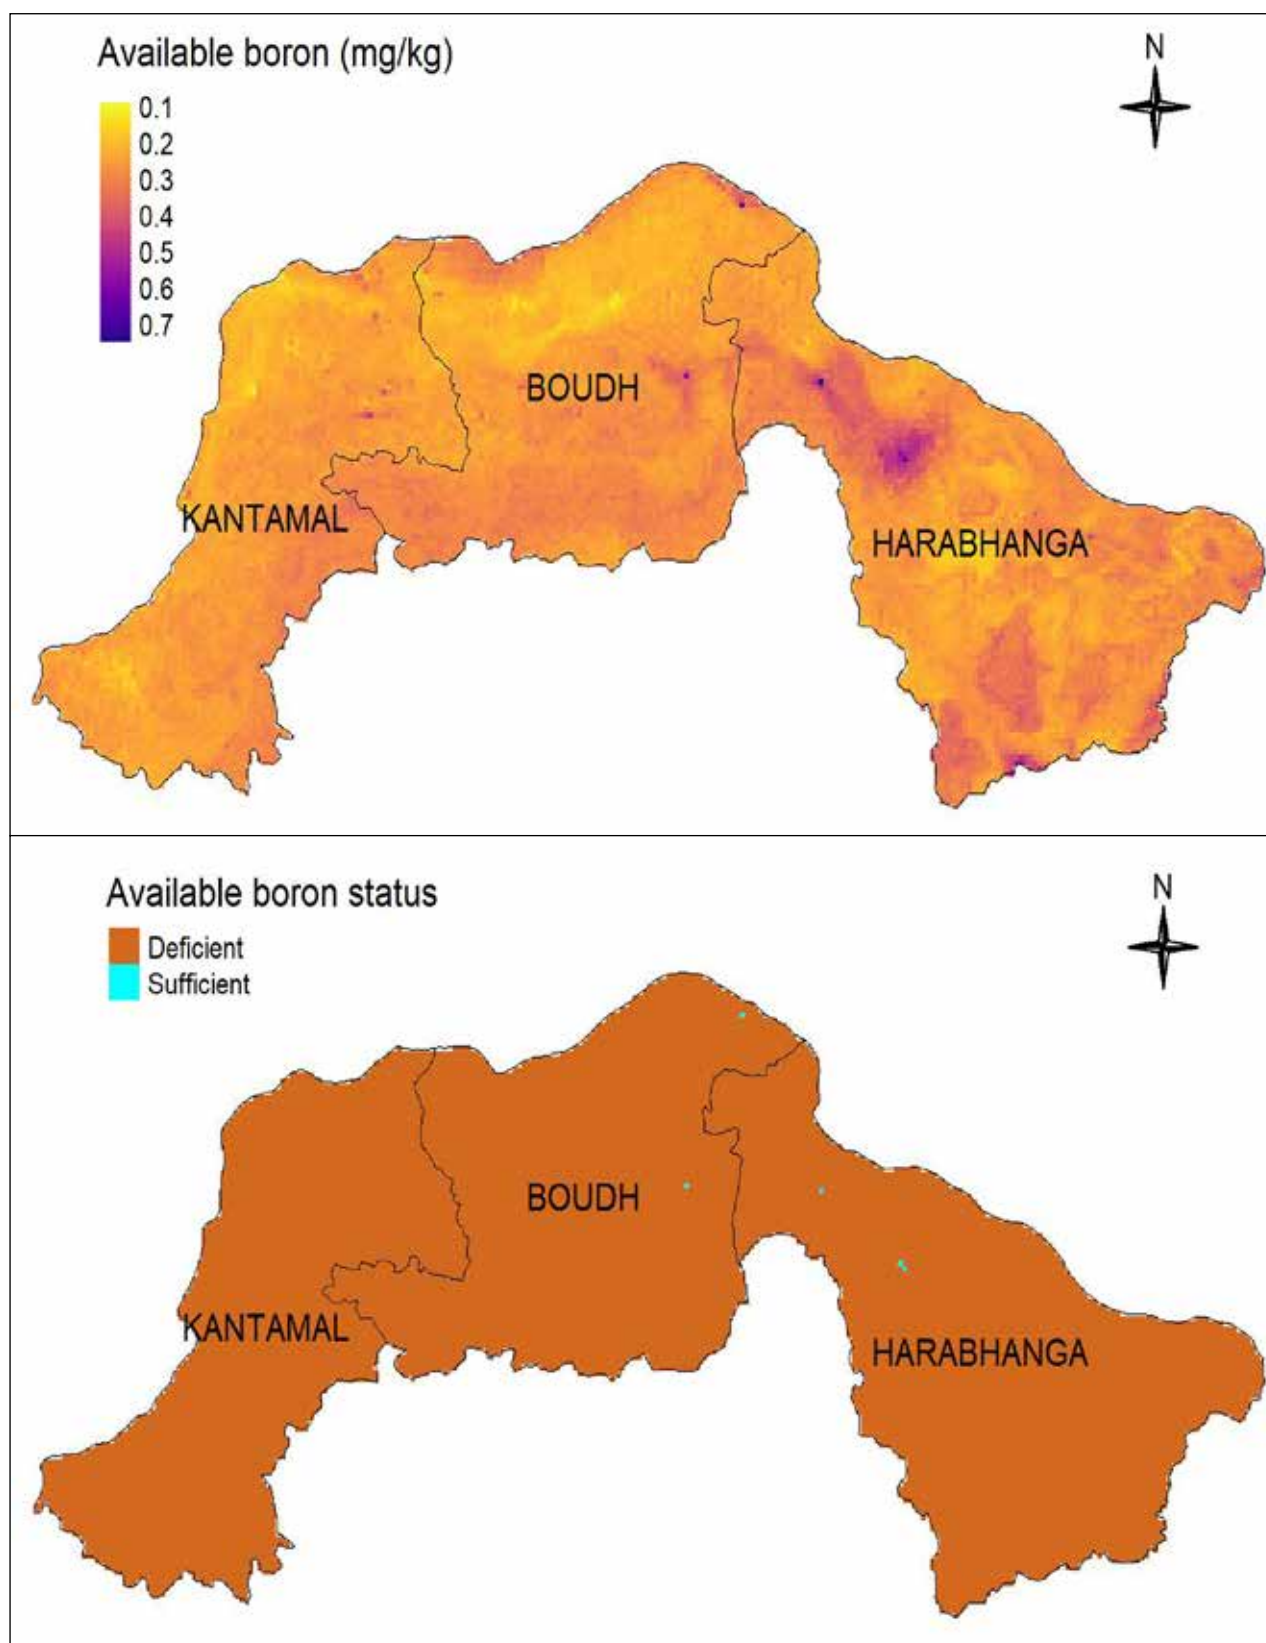 Available boron (mg/kg)
N
0.1
0.2
0.3
0.4
0.5
0.6
0.7
BOUDH
KANTAMAL
HARABHANGA
Available boron status
N
Deficient
Sufficient
BOUDH
KANTAMAL
HARABHANGA